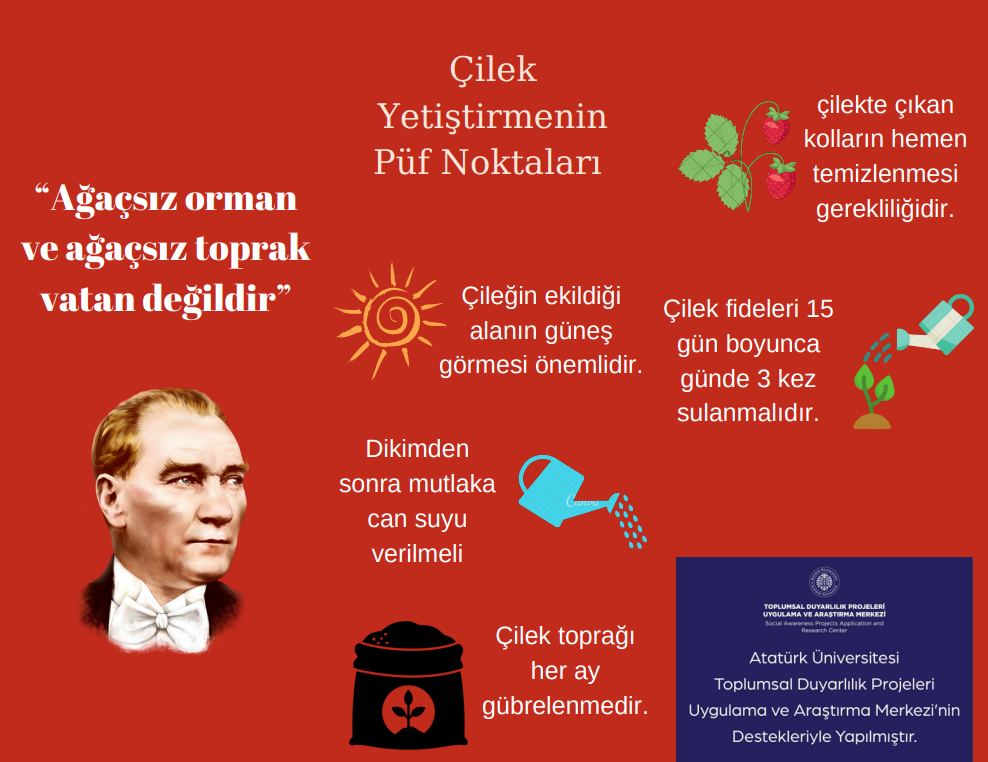 “Ağaçsız orman
ve ağaçsız toprak
vatan değildir”
Çilek
Yetiştirmenin
Püf Noktaları
Çileğin ekildiği
alanın güneş
görmesi önemlidir.
Dikimden
sonra mutlaka
can suyu
verilmeli
Canva
Çilek toprağı
her ay
gübrelenmedir.
çilekte çıkan
kolların hemen
temizlenmesi
gerekliliğidir.
Çilek fideleri 15
gün boyunca
günde 3 kez
sulanmalıdır.
TOPLUMSAL DUYARLILIK PROJELERİ
UYGULAMA VE ARAŞTIRMA MERKEZİ
Social Awareness Projects Application and
Research Center
Atatürk Üniversitesi
Toplumsal Duyarlılık Projeleri
Uygulama ve Araştırma Merkezi’nin
Destekleriyle Yapılmıştır.